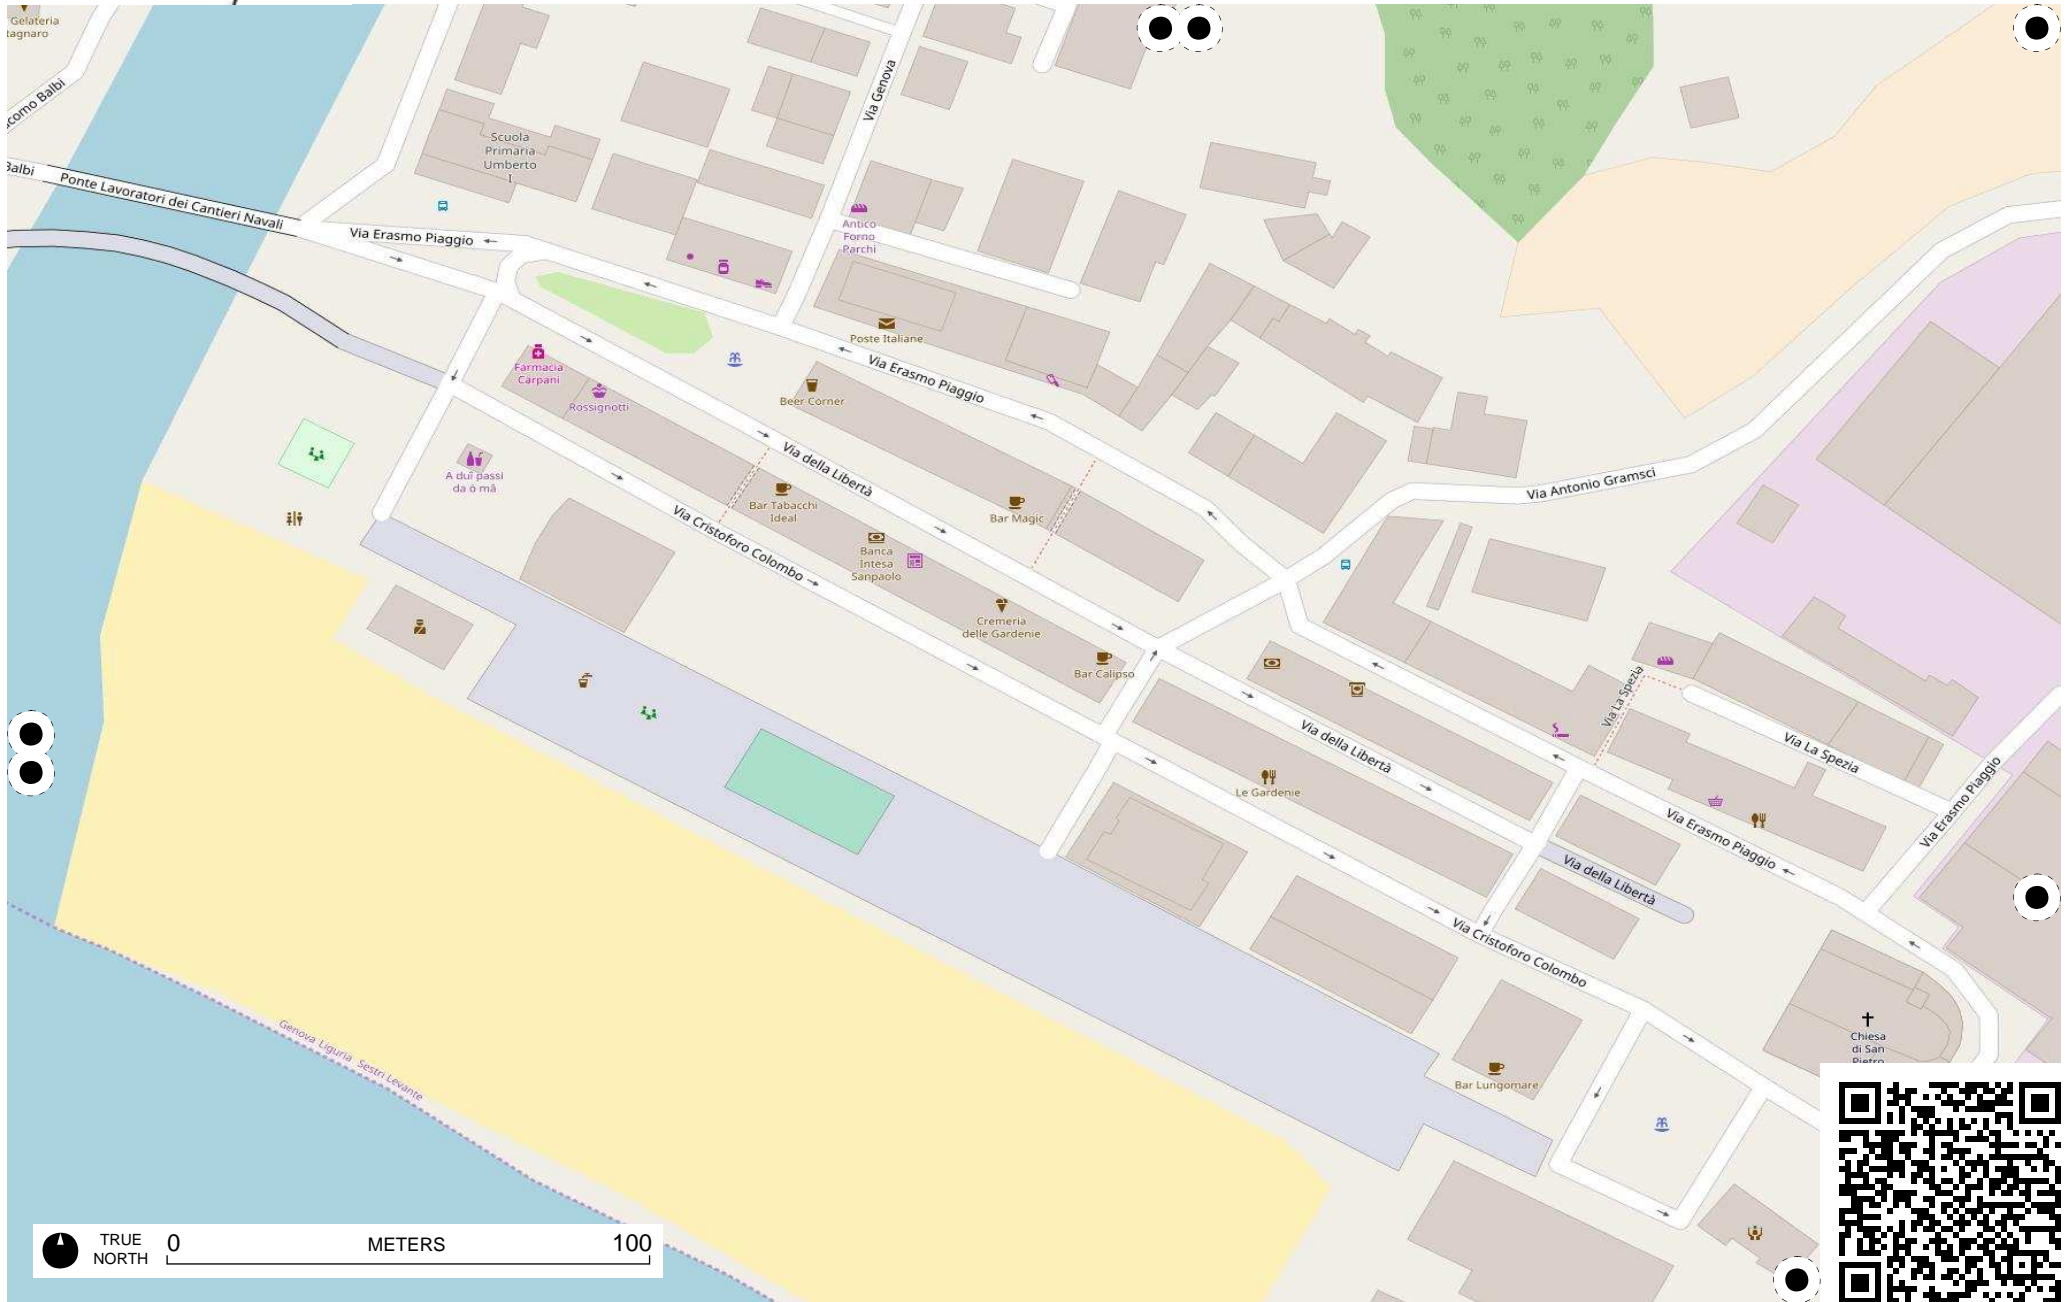 Gelateria
Scuola
Primaria
Umberto
I
Via Genova
Balbi
Ponte Lavoratori dei Cantieri Navali
Via Erasmo Piaggio
Antico
Forno
Parchi
Poste Italiane
Via Erasmo Piaggio
Farmacia
Carpani
Rossignotti
Beer Corner
Via della Libertà
A dui passi
da ö mâ
Bar Tabacchi
Ideal
Bar Magic
Via Antonio Gramsci
Via Cristoforo Colombo
Banca
Intesa
Sanpaolo
Cremeria
delle Gardenie
Bar Calipso
Via La Spezia
Via della Libertà
Via La Spezia
Le Gardenie
Via Erasmo Piaggio
Via Erasmo Piaggio
Via della Libertà
Via Cristoforo Colombo
Chiesa
di San
Pietro
Bar Lungomare
Genova Liguria Sestri Levante
TRUE
NORTH
0 METERS 100